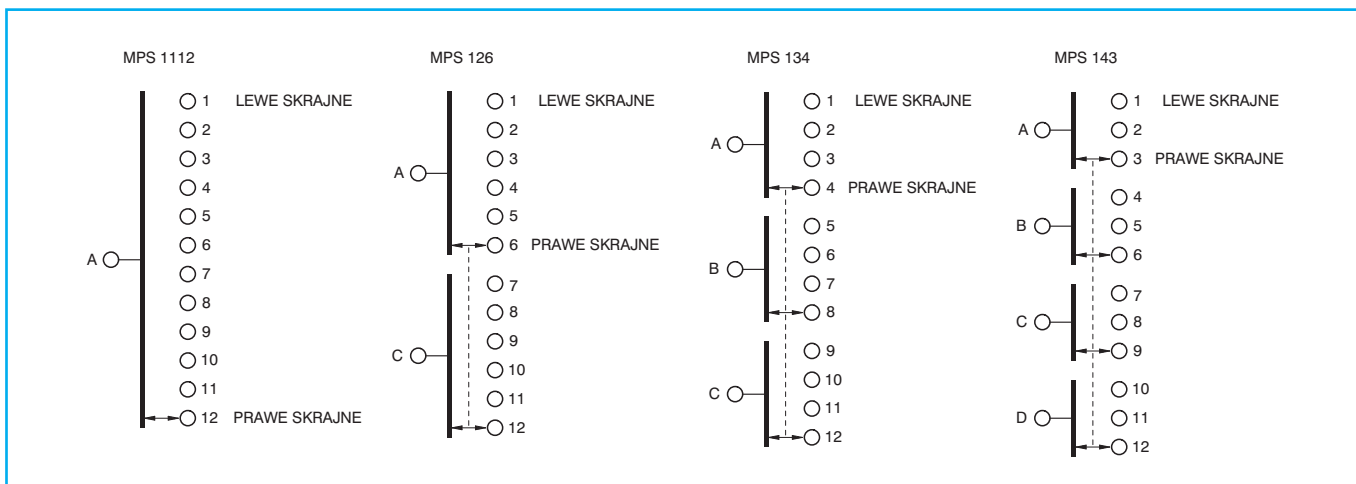 MPS 1112
1 LEWE SKRAJNE
2
3
4
5
6
A
7
8
9
10
11
12 PRAWE SKRAJNE
MPS 126
1 LEWE SKRAJNE
2
3
A
4
5
6 PRAWE SKRAJNE
7
8
9
C
10
11
12
MPS 134
1 LEWE SKRAJNE
2
A
3
4 PRAWE SKRAJNE
5
6
B
7
8
9
10
C
11
12
MPS 143
1 LEWE SKRAJNE
A 2
3 PRAWE SKRAJNE
4
B 5
6
7
C 8
9
10
D 11
12